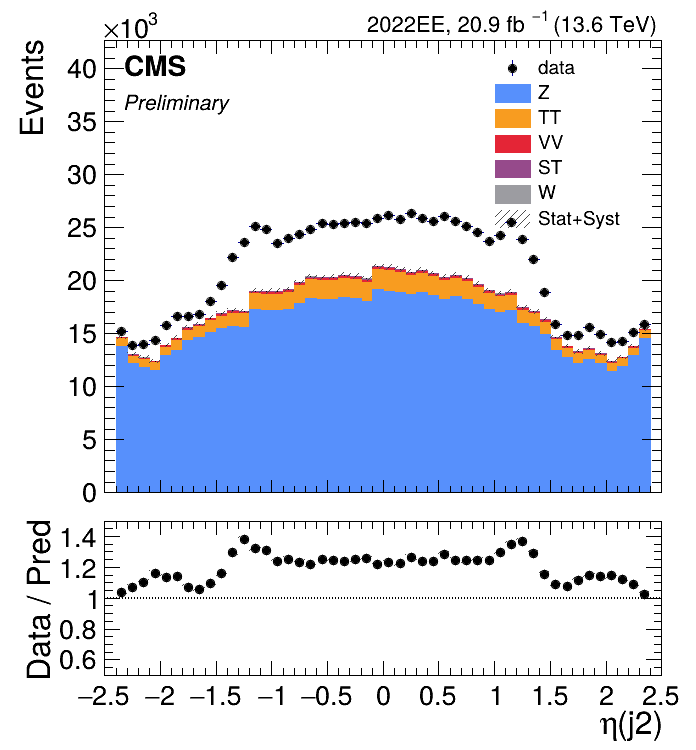 ×10³
2022EE, 20.9 fb ⁻¹ (13.6 TeV)
Events
CMS
Preliminary
data
Z
TT
VV
ST
W
Stat+Syst
40
35
30
25
20
15
10
5
0
Data / Pred
1.4
1.2
1
0.8
0.6
−2.5 −2 −1.5 −1 −0.5 0 0.5 1 1.5 2 2.5
η(j2)